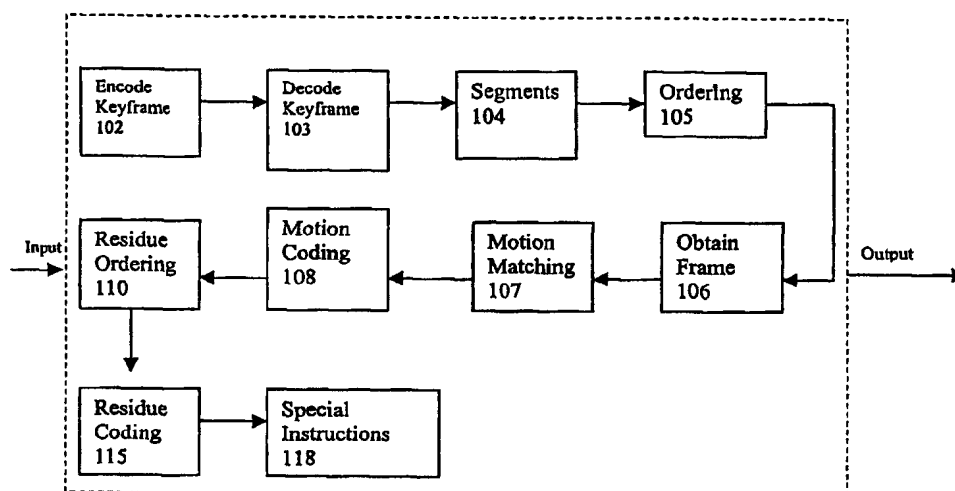 Encode
Keyframe
102
Decode
Keyframe
103
Segments
104
Ordering
105
Input
Residue
Ordering
110
Motion
Coding
108
Motion
Matching
107
Obtain
Frame
106
Output
Residue
Coding
115
Special
Instructions
118